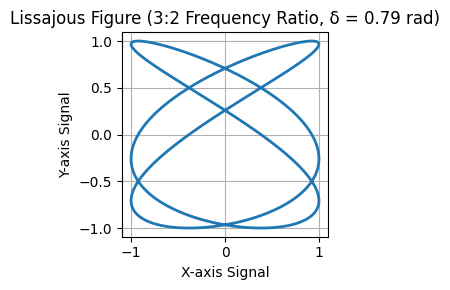 Lissajous Figure (3:2 Frequency Ratio, δ = 0.79 rad)
1.0
0.5
0.0
−0.5
−1.0
Y-axis Signal
−1 0 1
X-axis Signal